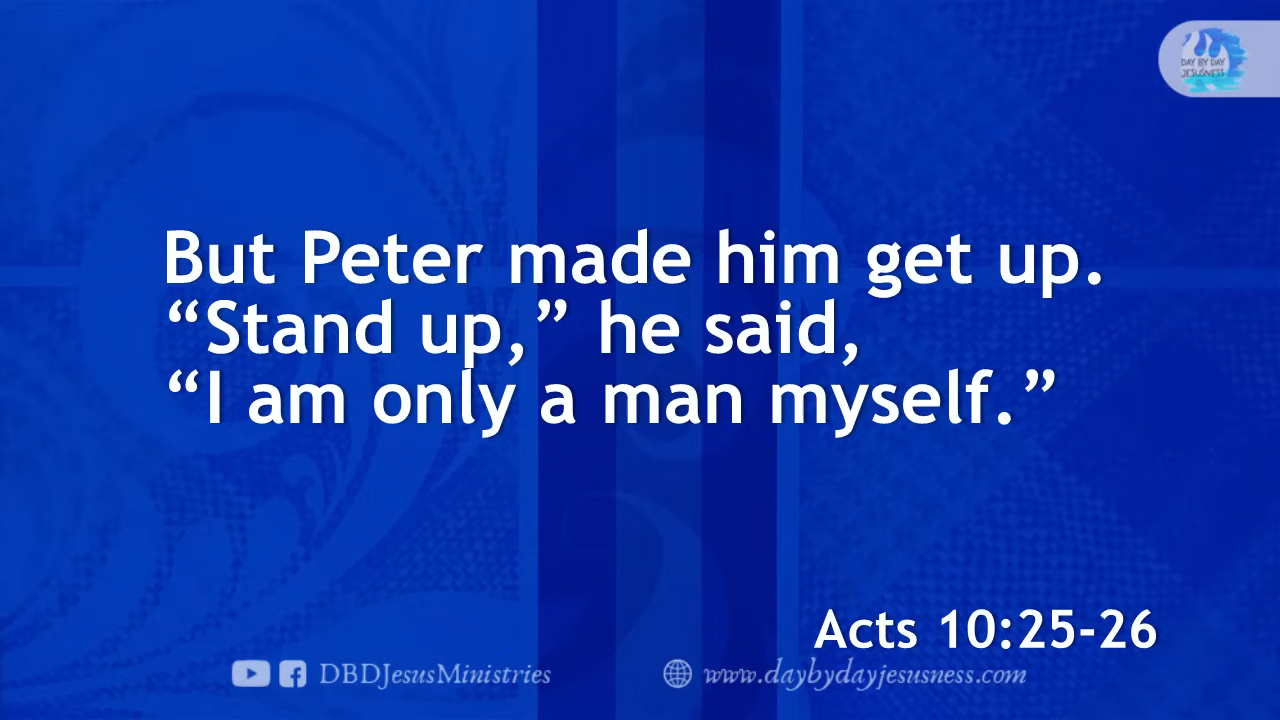 DAY BY DAY
JESUSNESS
But Peter made him get up.
“Stand up,” he said,
“I am only a man myself.”
Acts 10:25-26
DBDJesusMinistries
www.daybydayjesusness.com